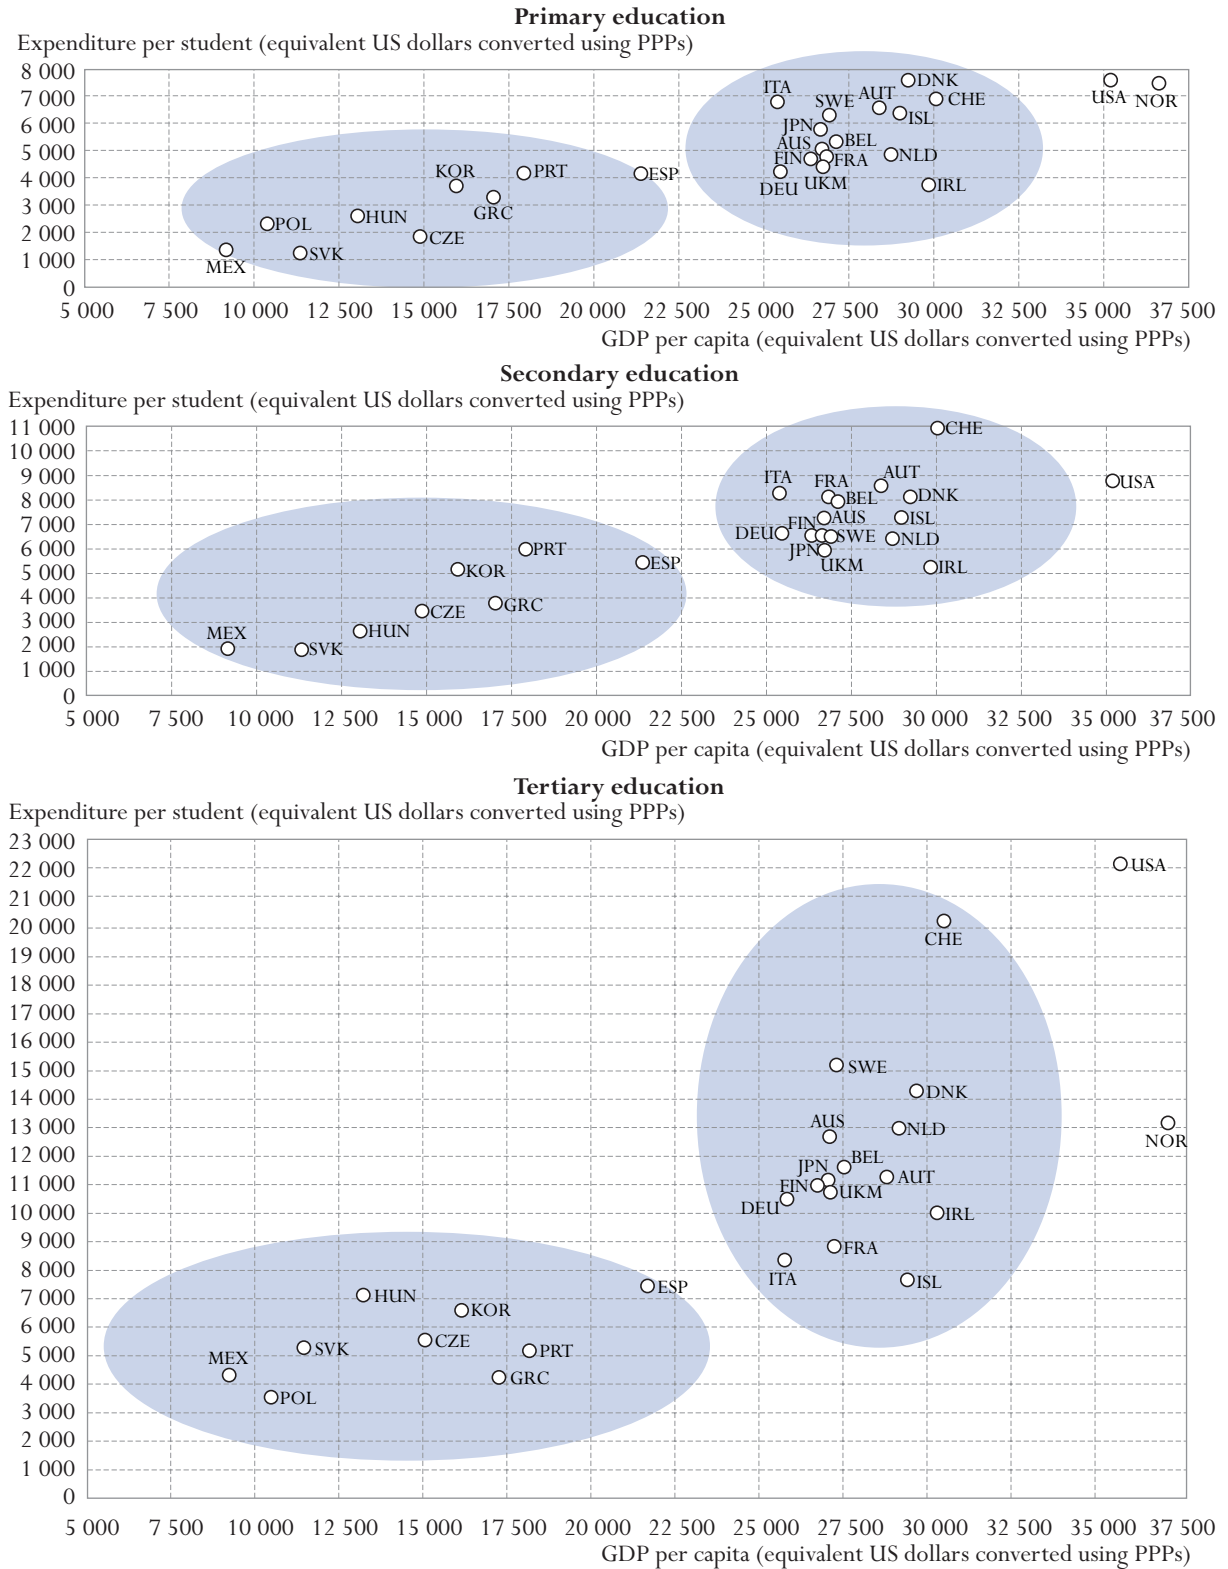 Primary education
Expenditure per student (equivalent US dollars converted using PPPs)
8 000
7 000
6 000
5 000
4 000
3 000
2 000
1 000
0
ITA
DNK
USA
NOR
SWE
AUT
CHE
ISL
JPN
AUS
BEL
FIN
FRA
NLD
DEU
UKM
IRL
KOR
PRT
ESP
GRC
POL
HUN
CZE
MEX
SVK
5 000 7 500 10 000 12 500 15 000 17 500 20 000 22 500 25 000 27 500 30 000 32 500 35 000 37 500
GDP per capita (equivalent US dollars converted using PPPs)
Secondary education
Expenditure per student (equivalent US dollars converted using PPPs)
11 000
10 000
9 000
8 000
7 000
6 000
5 000
4 000
3 000
2 000
1 000
0
CHE
ITA
FRA
AUT
USA
BEL
DNK
DEU
FIN
AUS
ISL
JPN
SWE
NLD
UKM
IRL
PRT
ESP
KOR
GRC
CZE
HUN
MEX
SVK
5 000 7 500 10 000 12 500 15 000 17 500 20 000 22 500 25 000 27 500 30 000 32 500 35 000 37 500
GDP per capita (equivalent US dollars converted using PPPs)
Tertiary education
Expenditure per student (equivalent US dollars converted using PPPs)
23 000
22 000
21 000
20 000
19 000
18 000
17 000
16 000
15 000
14 000
13 000
12 000
11 000
10 000
9 000
8 000
7 000
6 000
5 000
4 000
3 000
2 000
1 000
0
USA
CHE
SWE
DNK
AUS
NLD
NOR
BEL
JPN
AUT
FIN
UKM
DEU
IRL
FRA
ITA
ISL
ESP
HUN
KOR
CZE
SVK
PRT
MEX
GRC
POL
5 000 7 500 10 000 12 500 15 000 17 500 20 000 22 500 25 000 27 500 30 000 32 500 35 000 37 500
GDP per capita (equivalent US dollars converted using PPPs)